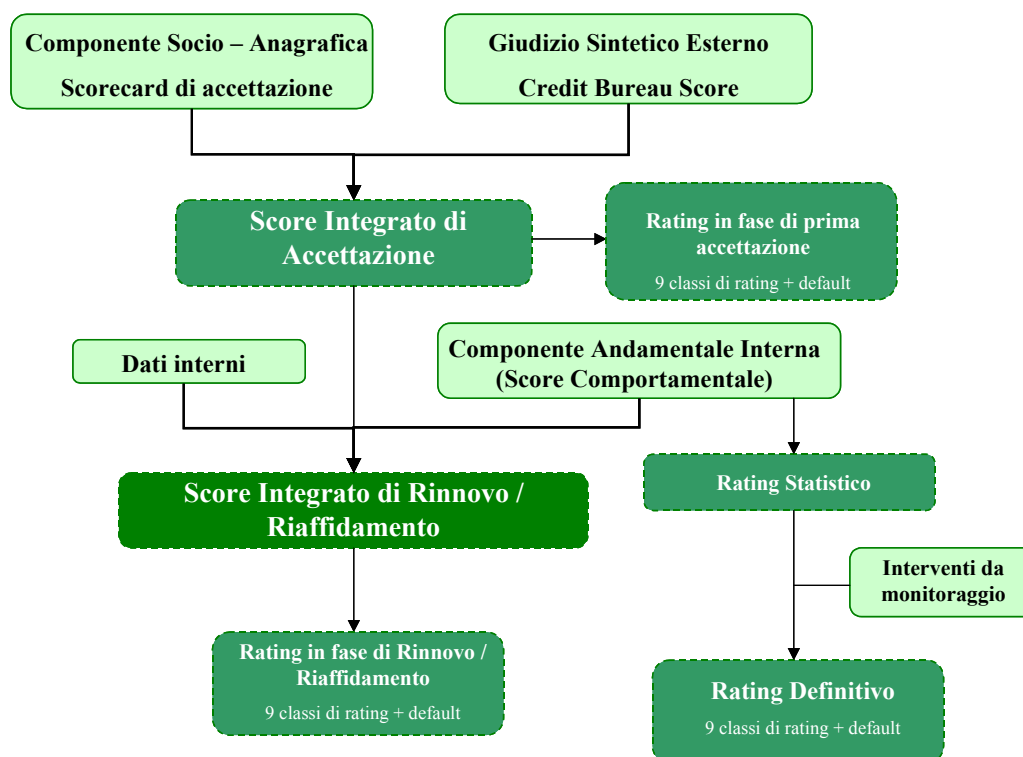 Componente Socio – Anagrafica
Scorecard di accettazione
Giudizio Sintetico Esterno
Credit Bureau Score
Score Integrato di
Accettazione
Rating in fase di prima
accettazione
9 classi di rating + default
Dati interni
Componente Andamentale Interna
(Score Comportamentale)
Score Integrato di Rinnovo /
Riaffidamento
Rating Statistico
Interventi da
monitoraggio
Rating in fase di Rinnovo /
Riaffidamento
9 classi di rating + default
Rating Definitivo
9 classi di rating + default